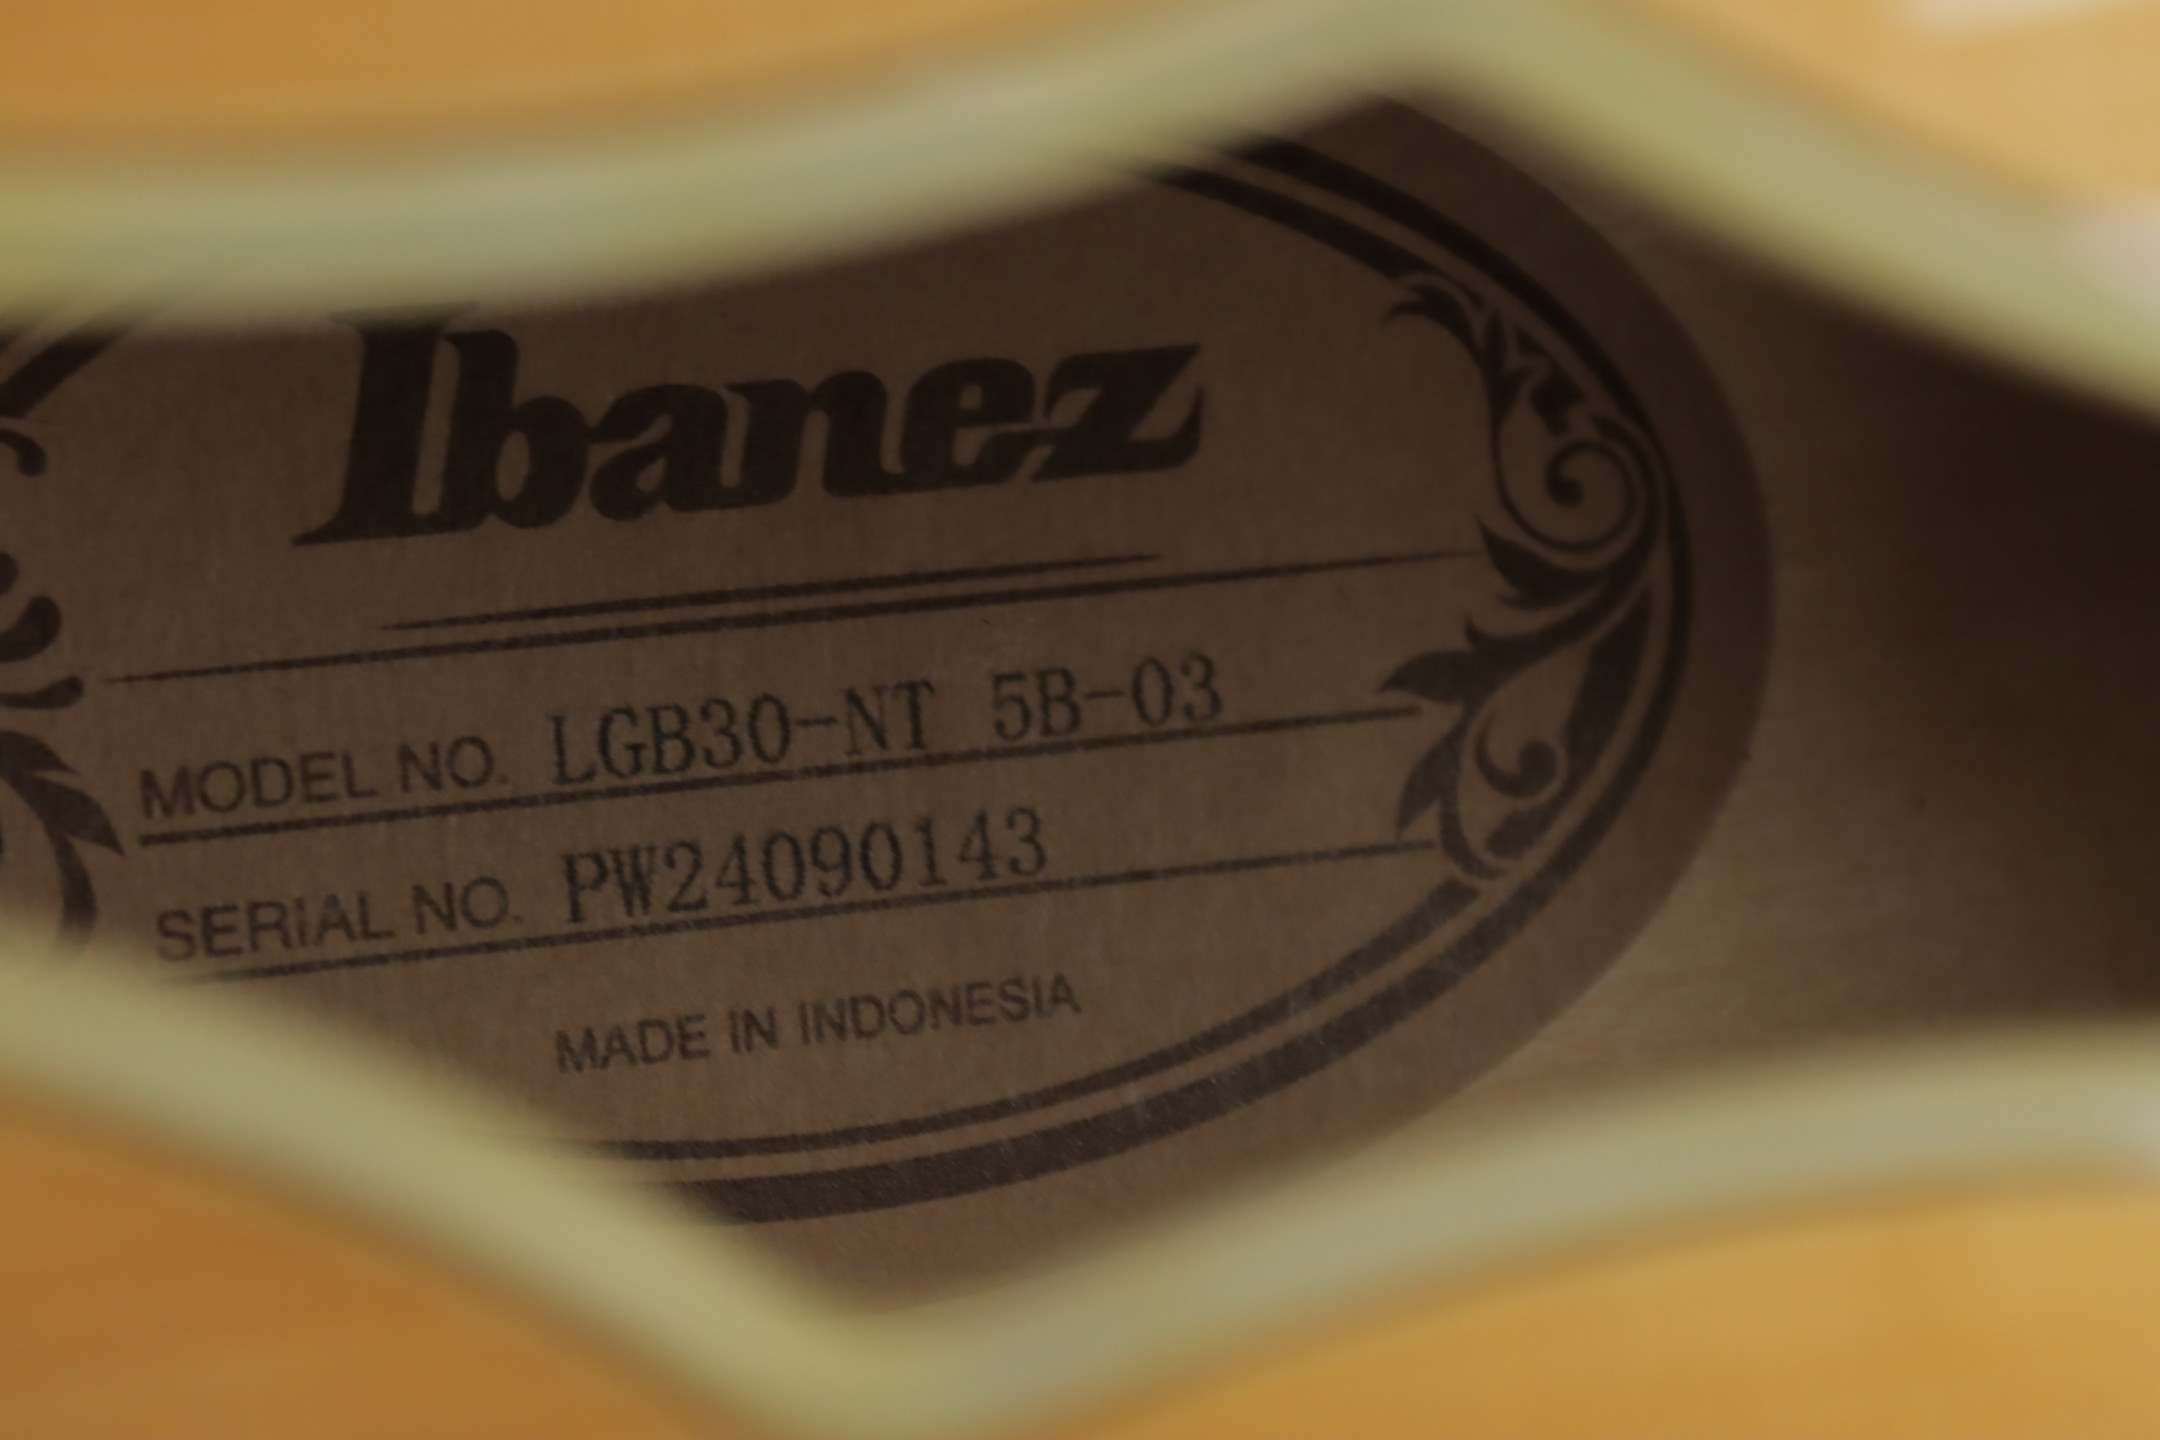 Ibanez
MODEL NO. LGB30-NT 5B-03
SERIAL NO. PW24090143
MADE IN INDONESIA